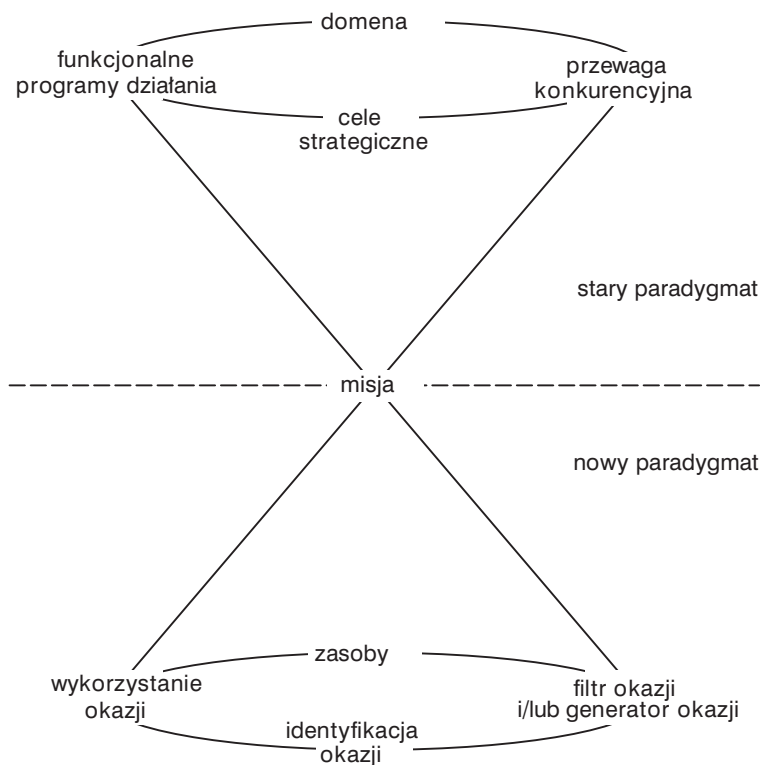 domena
funkcjonalne
programy działania
przewaga
konkurencyjna
cele
strategiczne
stary paradygmat
misja
nowy paradygmat
zasoby
wykorzystanie
okazji
filtr okazji
i/lub generator okazji
identyfikacja
okazji